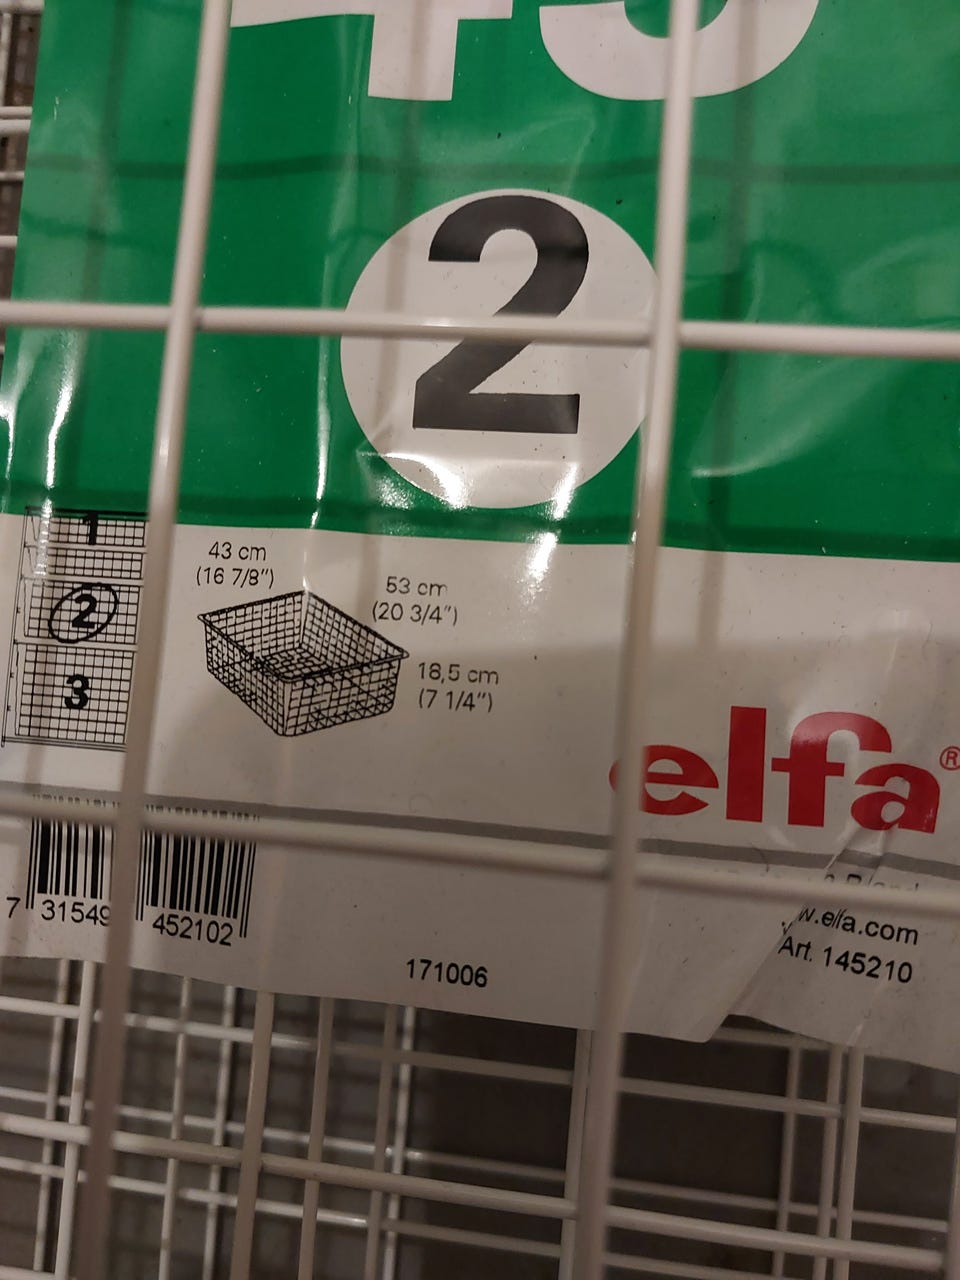 2
1
2
3
43 cm
(16 7/8")
53 cm
(20 3/4")
18,5 cm
(7 1/4")
elfa®
www.elfa.com
Art. 145210
7 31549 452102
171006